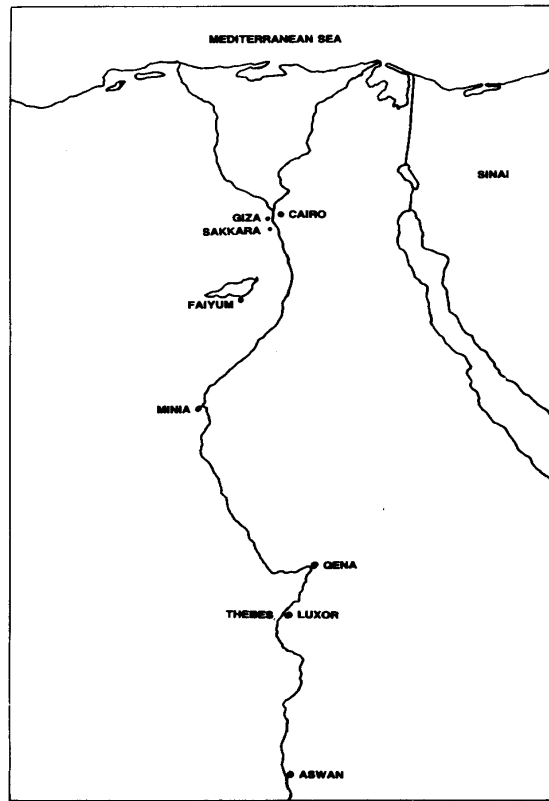 MEDITERRANEAN SEA
SINAI
GIZA CAIRO
SAKKARA
FAIYUM
MINIA
QENA
THEBES LUXOR
ASWAN